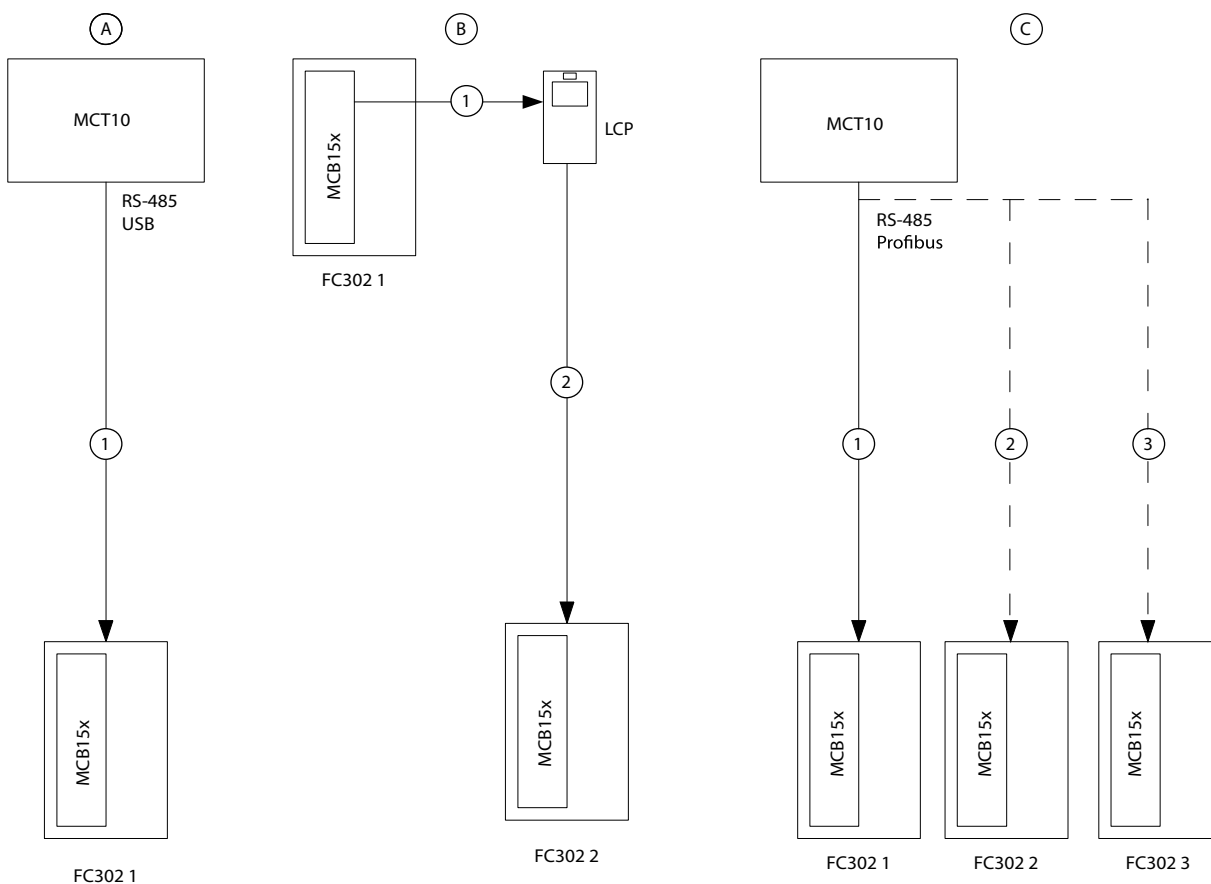 A
MCT10
RS-485
USB
1
MCB15x
FC302 1
B
MCB15x
FC302 1
1
LCP
2
MCB15x
FC302 2
C
MCT10
RS-485
Profibus
1
2
3
MCB15x
MCB15x
MCB15x
FC302 1
FC302 2
FC302 3